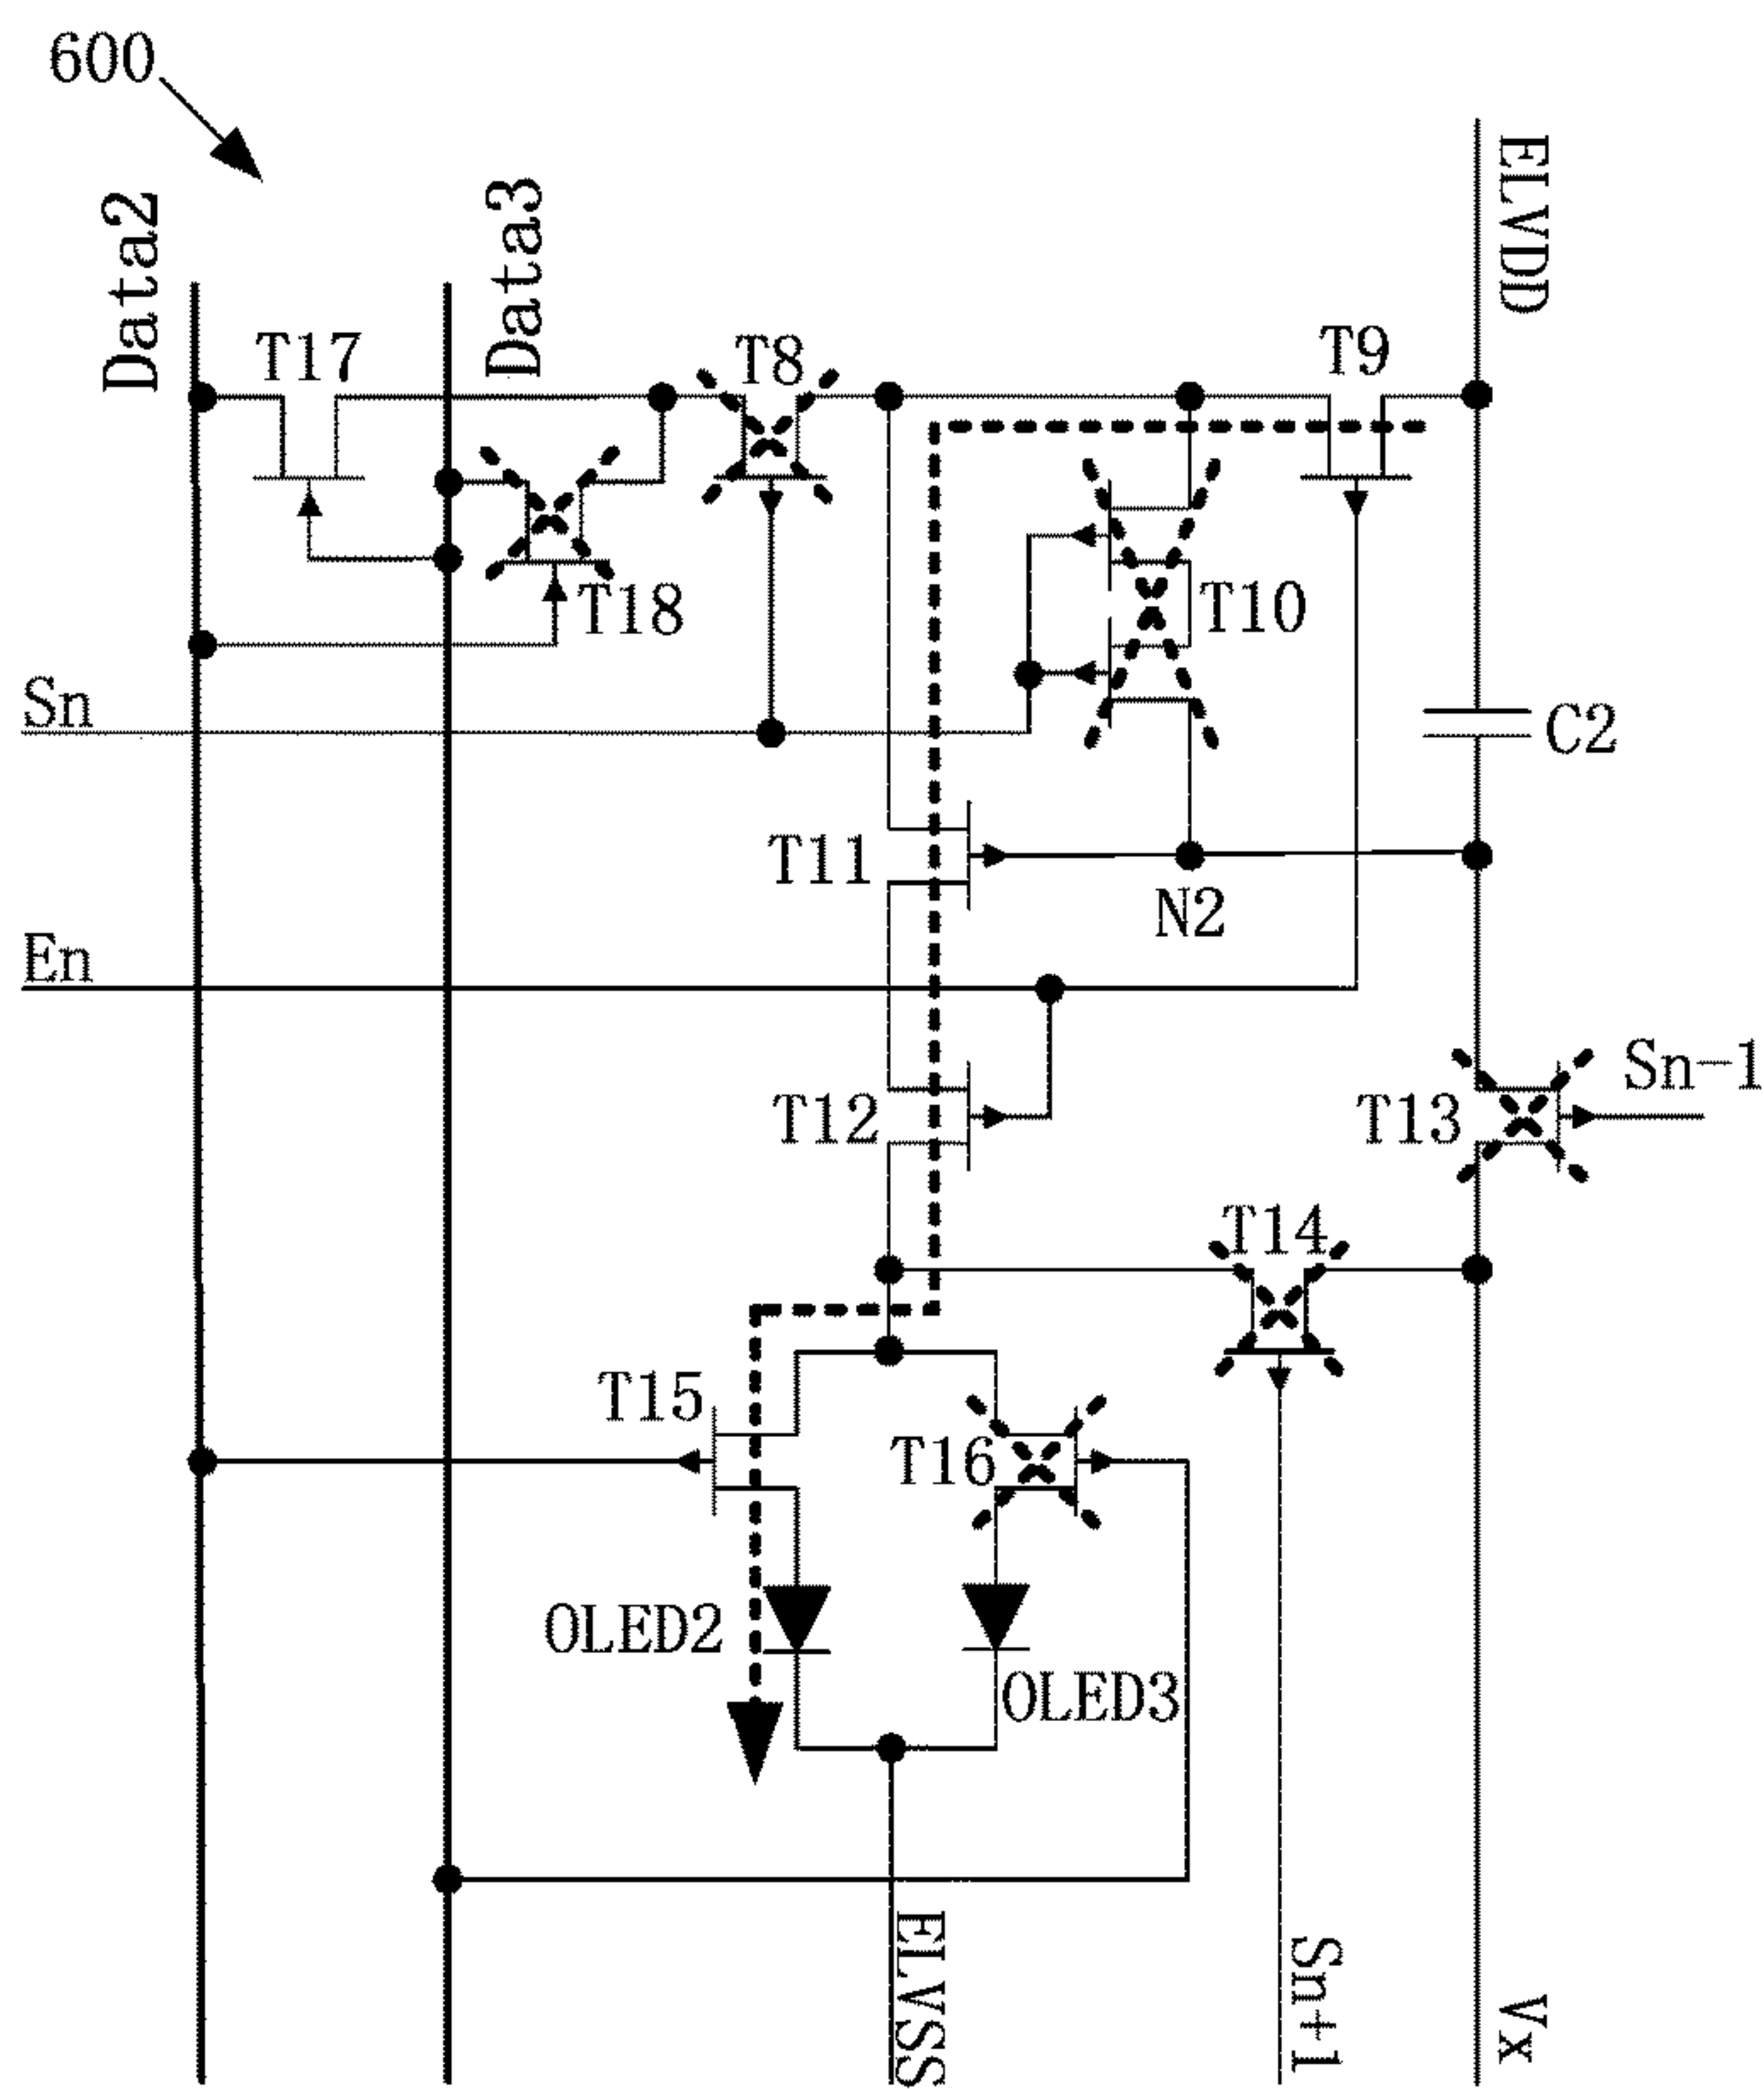 600
Data2
Data3
ELVDD
T17
T8
T9
T18
T10
Sn
C2
T11
N2
En
T12
T13
Sn-1
T14
T15
T16
OLED2
OLED3
ELVSS
Sn+1
Vx